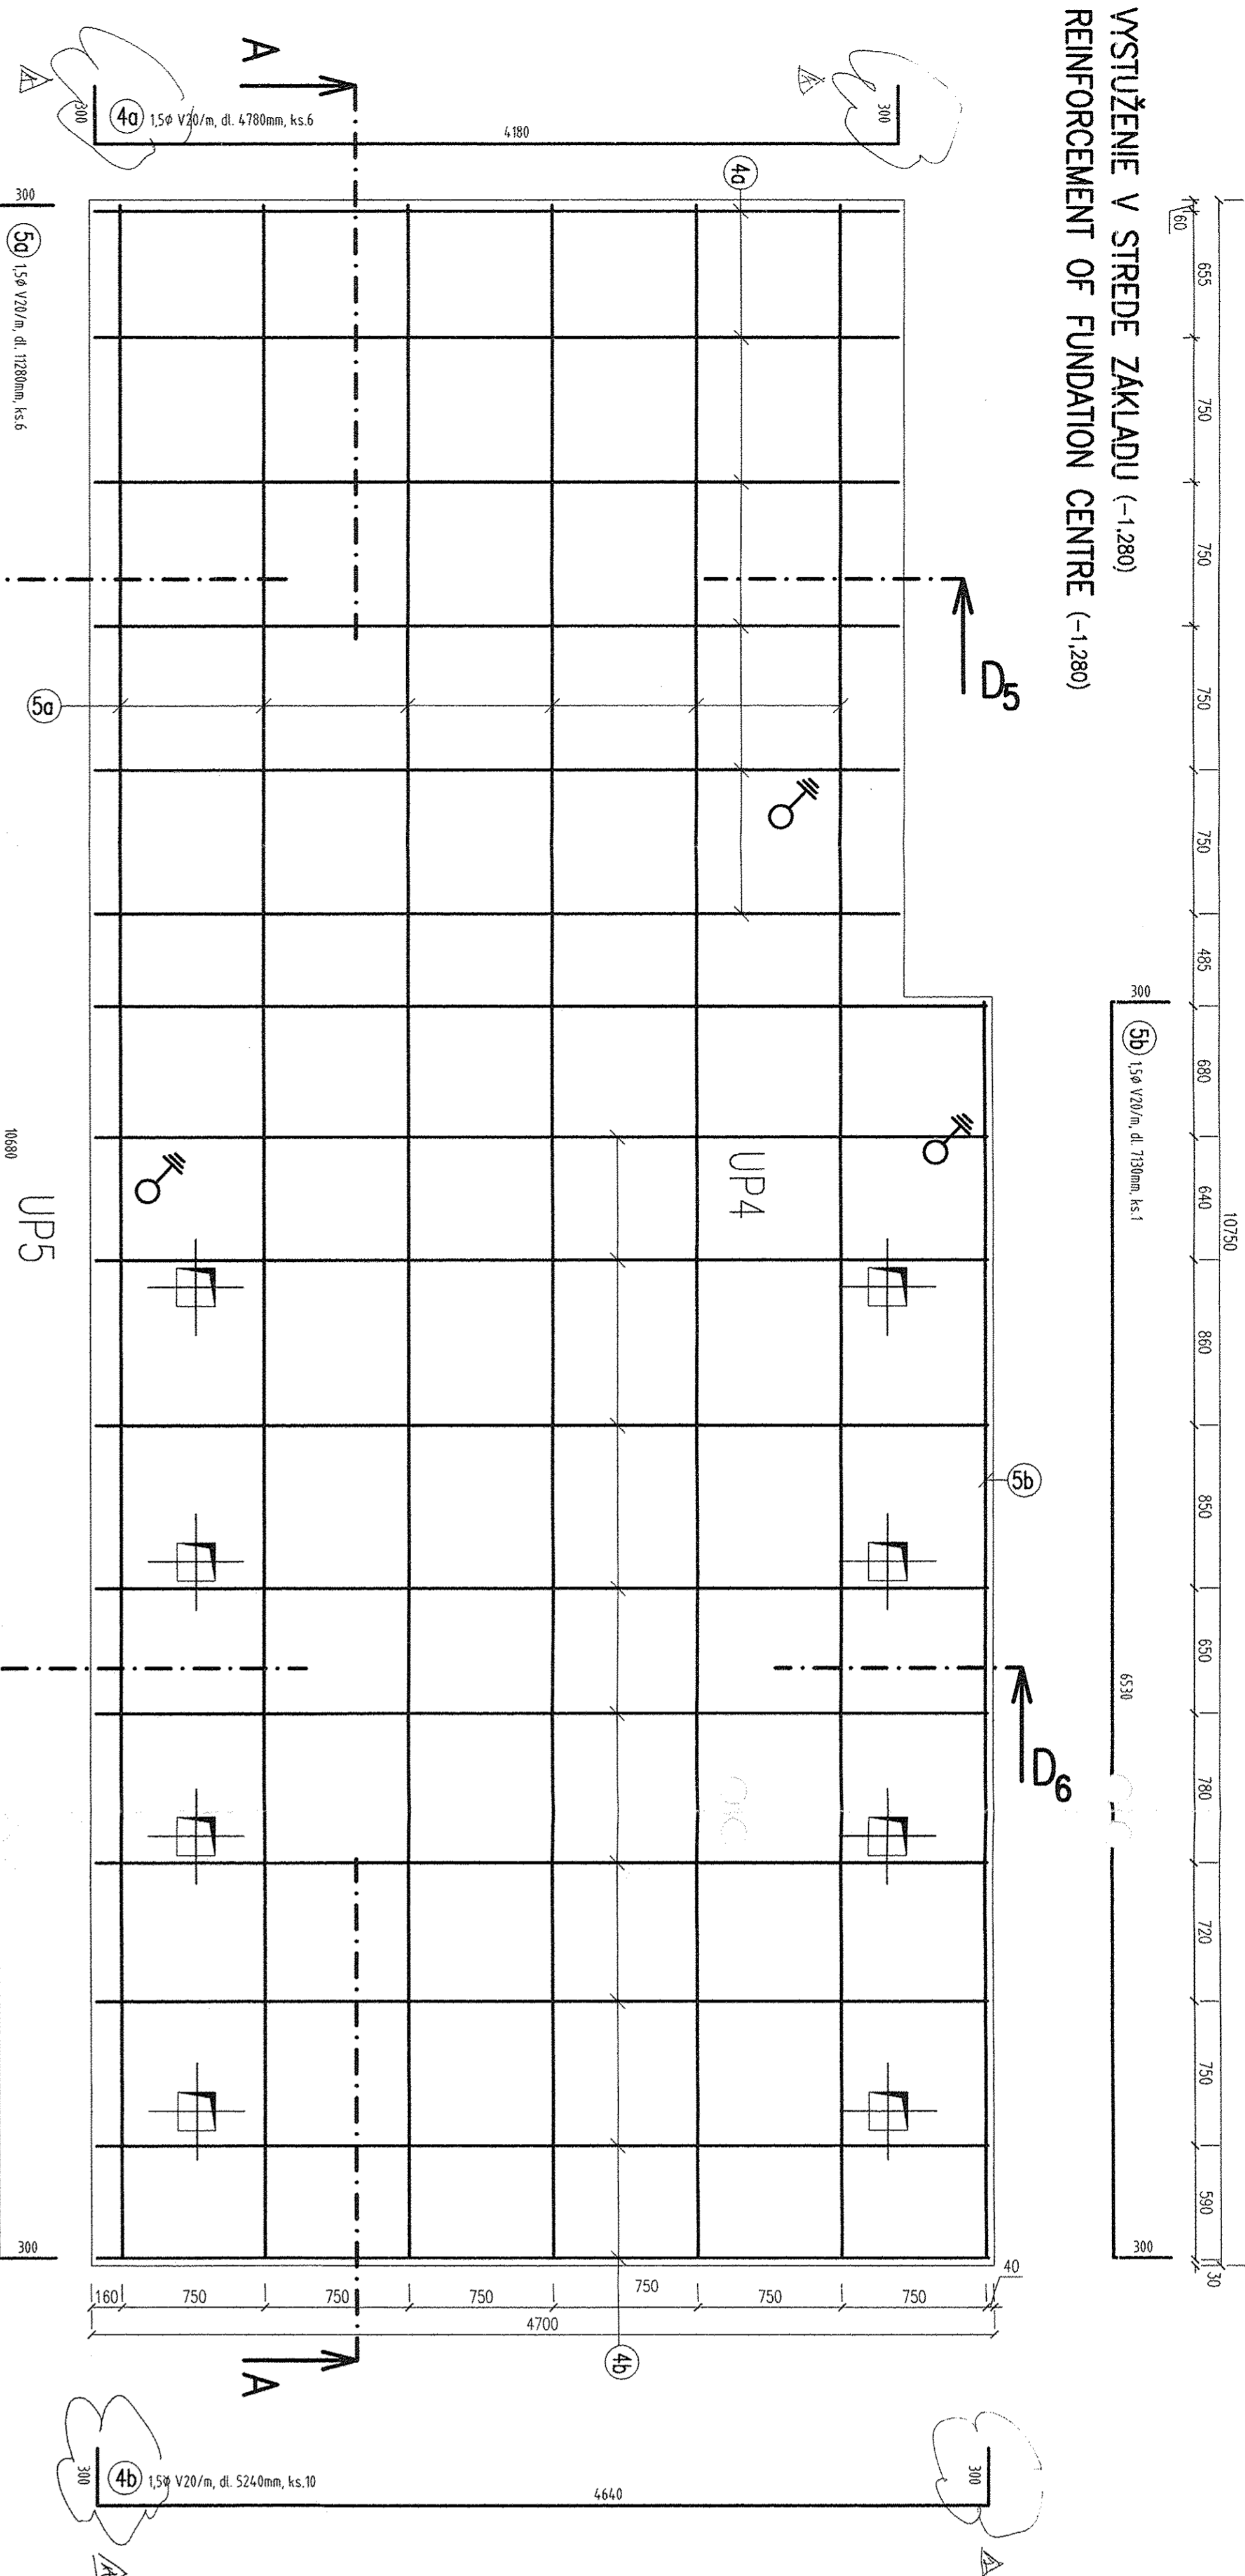 VYSTUŽENIE V STREDE ZÁKLADU (-1,280)
REINFORCEMENT OF FUNDATION CENTRE (-1,280)
10750
60
655
750
750
750
750
485
680
640
860
850
650
780
720
750
590
30
300
5b 1,5ø V20/m, dl. 7130mm, ks.1
6530
300
A
300
4a 1,5ø V20/m, dl. 4780mm, ks.6
4180
300
4a
D5
5a
UP4
5b
D6
40
160
750
750
750
750
750
750
4700
4b
A
300
4b 1,5ø V20/m, dl. 5240mm, ks.10
4640
300
300
5a 1,5ø V20/m, dl. 11280mm, ks.6
10680
UP5
300